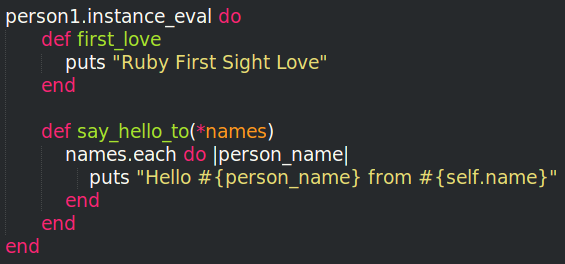 person1.instance_eval do
    def first_love
      puts "Ruby First Sight Love"
    end

    def say_hello_to(*names)
      names.each do |person_name|
        puts "Hello #{person_name} from #{self.name}"
      end
    end
end